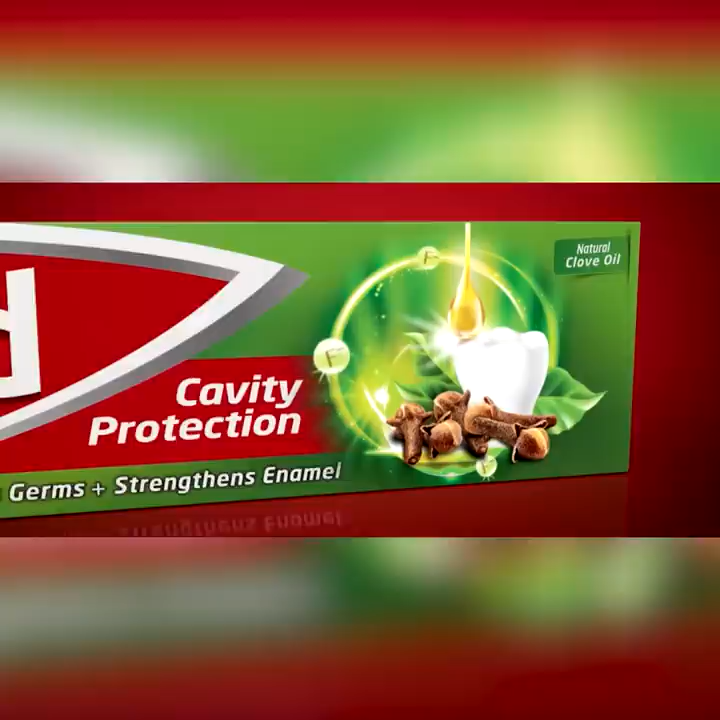 Natural
Clove Oil
F
F
d
Cavity
Protection
F
Germs + Strengthens Enamel